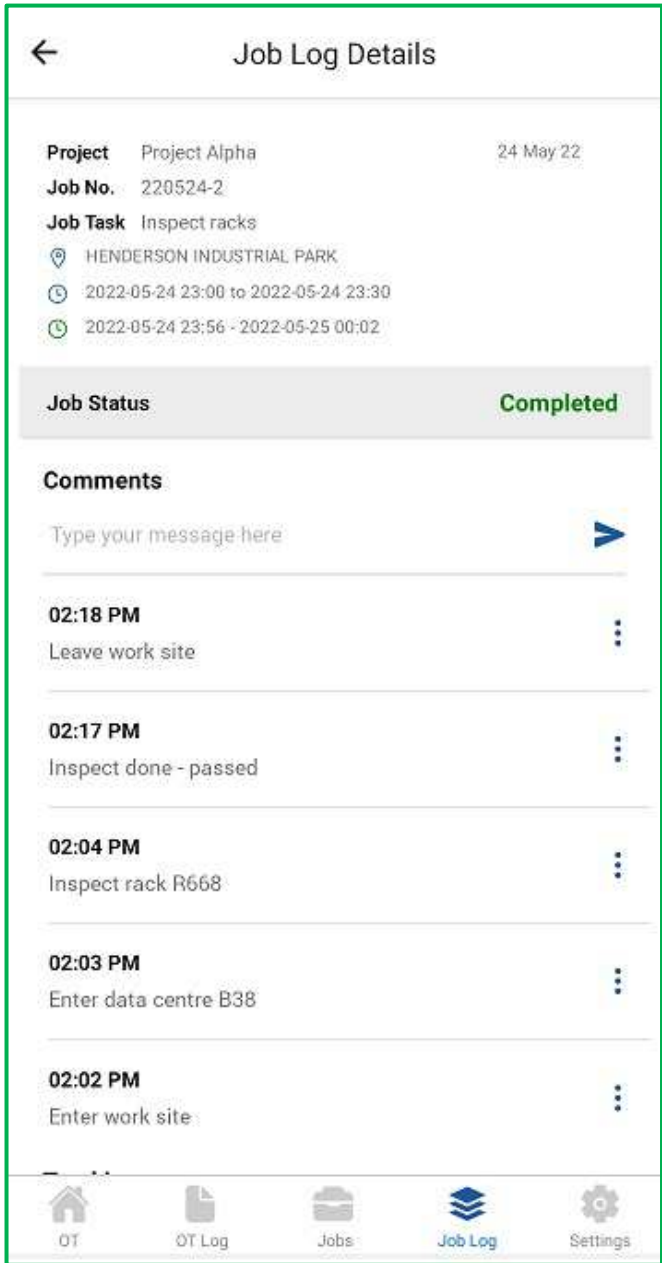 Job Log Details
Project Project Alpha 24 May 22
Job No. 220524-2
Job Task Inspect racks
HENDERSON INDUSTRIAL PARK
2022-05-24 23:00 to 2022-05-24 23:30
2022-05-24 23:56 - 2022-05-25 00:02
Job Status Completed
Comments
Type your message here
02:18 PM
Leave work site
02:17 PM
Inspect done - passed
02:04 PM
Inspect rack R668
02:03 PM
Enter data centre B38
02:02 PM
Enter work site
OT OT Log Jobs Job Log Settings